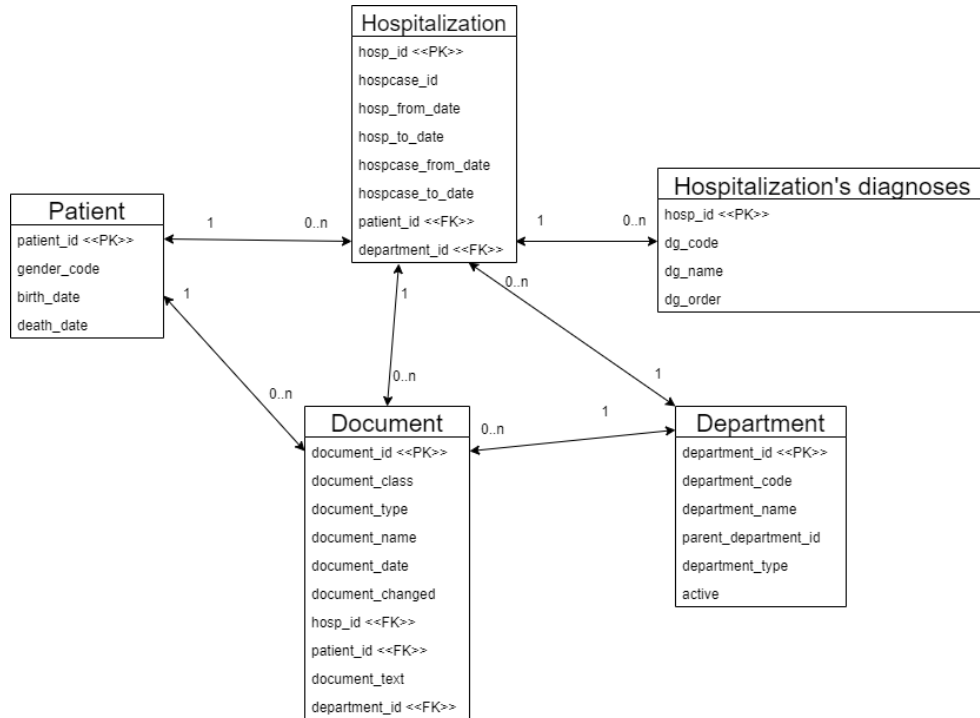 Hospitalization
hosp_id <<PK>>
hospcase_id
hosp_from_date
hosp_to_date
hospcase_from_date
hospcase_to_date
patient_id <<FK>>
department_id <<FK>>
Patient
patient_id <<PK>>
gender_code
birth_date
death_date
Hospitalization's diagnoses
hosp_id <<PK>>
dg_code
dg_name
dg_order
1
0..n
1
0..n
1
0..n
1
0..n
0..n
1
0..n
1
Document
document_id <<PK>>
document_class
document_type
document_name
document_date
document_changed
hosp_id <<FK>>
patient_id <<FK>>
document_text
department_id <<FK>>
Department
department_id <<PK>>
department_code
department_name
parent_department_id
department_type
active